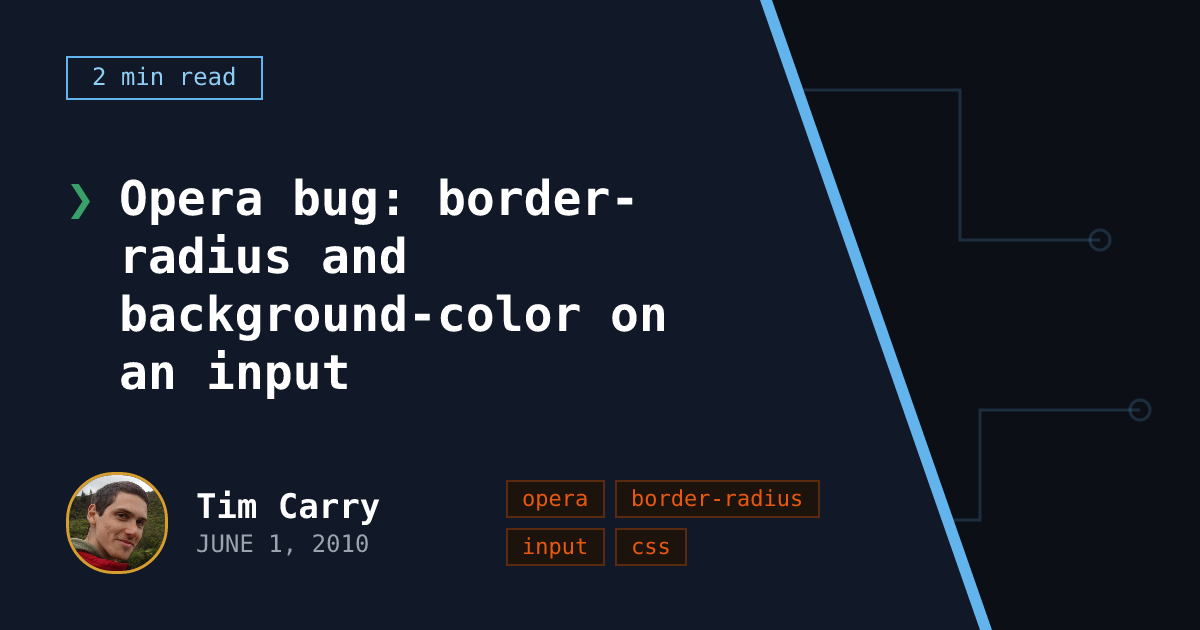 2 min read
❯ Opera bug: border-
radius and
background-color on
an input
Tim Carry
JUNE 1, 2010
opera border-radius
input css